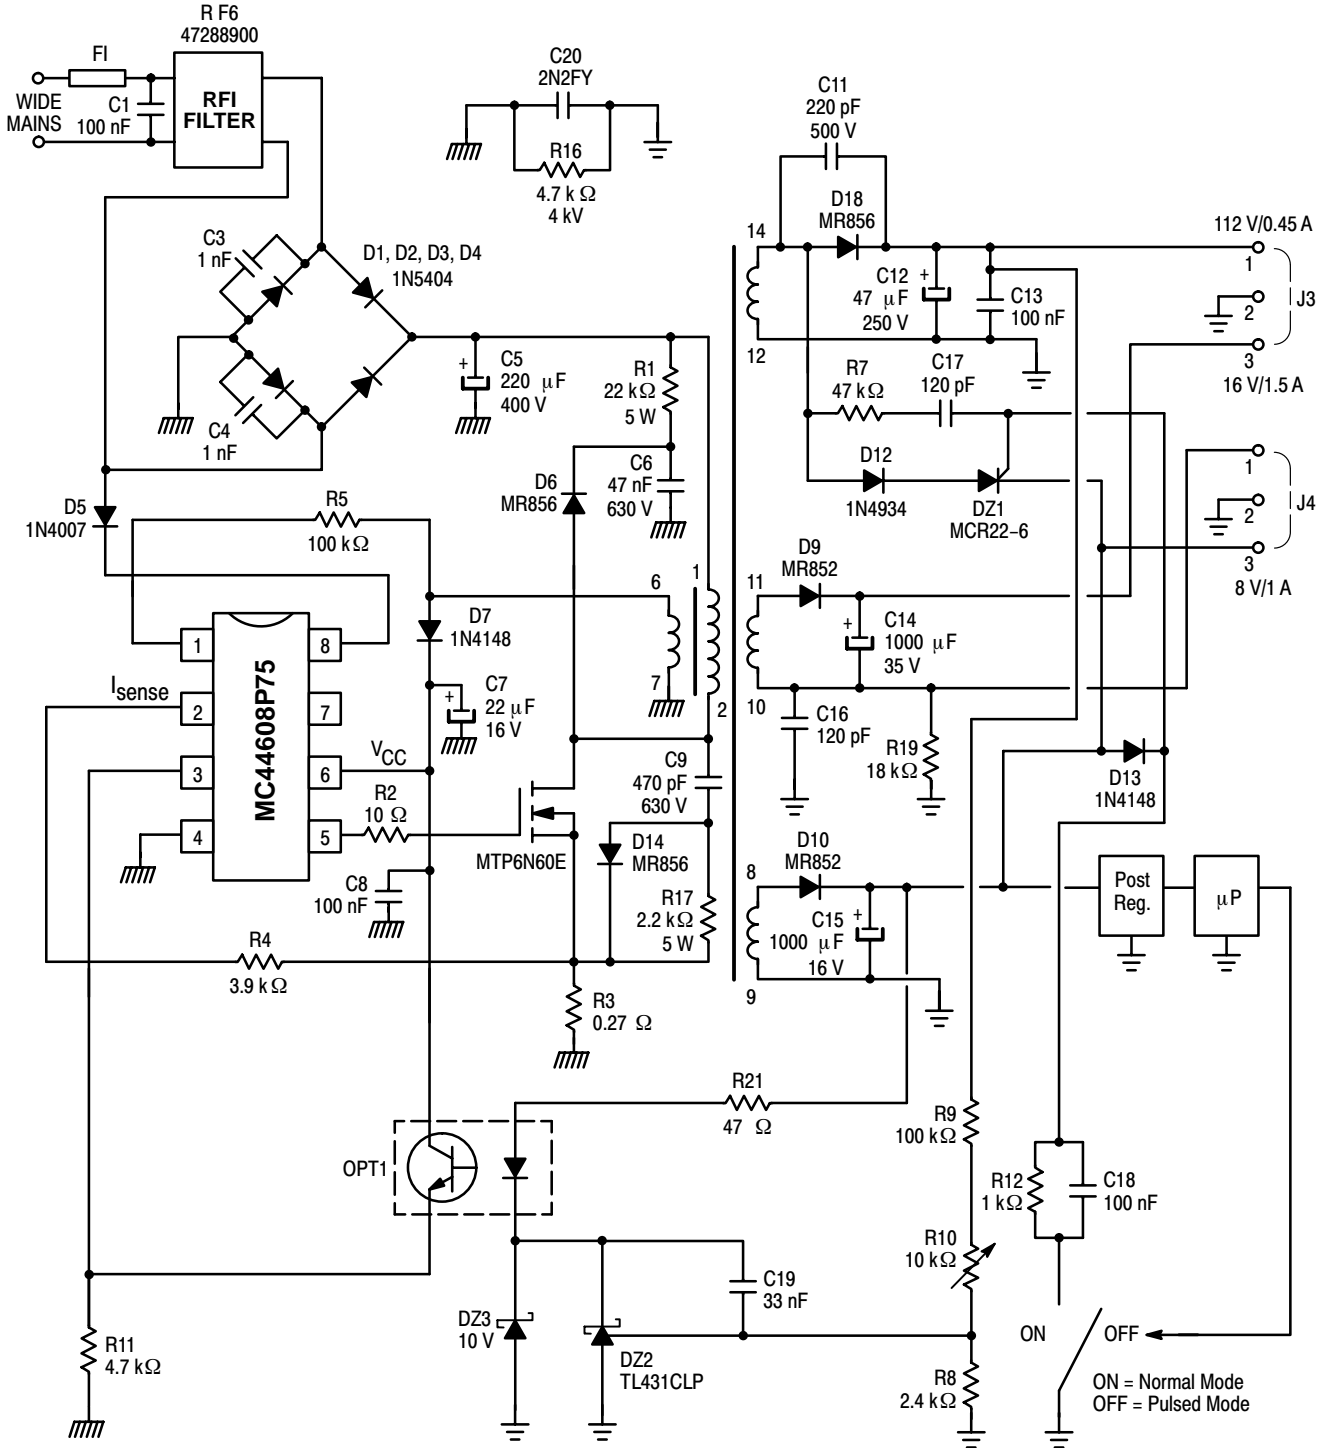 R F6
47288900
FI
WIDE
MAINS
C1
100 nF
RFI
FILTER
C20
2N2FY
R16
4.7 k Ω
4 kV
C11
220 pF
500 V
D18
MR856
14
12
C12
47 µF
250 V
+
C13
100 nF
112 V/0.45 A
1
2
3
J3
16 V/1.5 A
C3
1 nF
D1, D2, D3, D4
1N5404
C4
1 nF
+
C5
220 µF
400 V
R1
22 kΩ
5 W
C6
47 nF
630 V
D6
MR856
R7
47 kΩ
C17
120 pF
D12
1N4934
DZ1
MCR22–6
1
2
3
J4
8 V/1 A
D5
1N4007
R5
100 kΩ
D9
MR852
11
10
+
C14
1000 µF
35 V
6
7
1
2
D7
1N4148
+
C7
22 µF
16 V
MC44608P75
1
2
3
4
8
7
6
5
Isense
VCC
R2
10 Ω
MTP6N60E
C8
100 nF
C9
470 pF
630 V
D14
MR856
R17
2.2 kΩ
5 W
C16
120 pF
R19
18 kΩ
D13
1N4148
D10
MR852
8
9
+
C15
1000 µF
16 V
Post
Reg.
µP
R4
3.9 kΩ
R3
0.27 Ω
R21
47 Ω
OPT1
R9
100 kΩ
R12
1 kΩ
C18
100 nF
R10
10 kΩ
C19
33 nF
DZ3
10 V
DZ2
TL431CLP
R11
4.7 kΩ
R8
2.4 kΩ
ON
OFF
ON = Normal Mode
OFF = Pulsed Mode